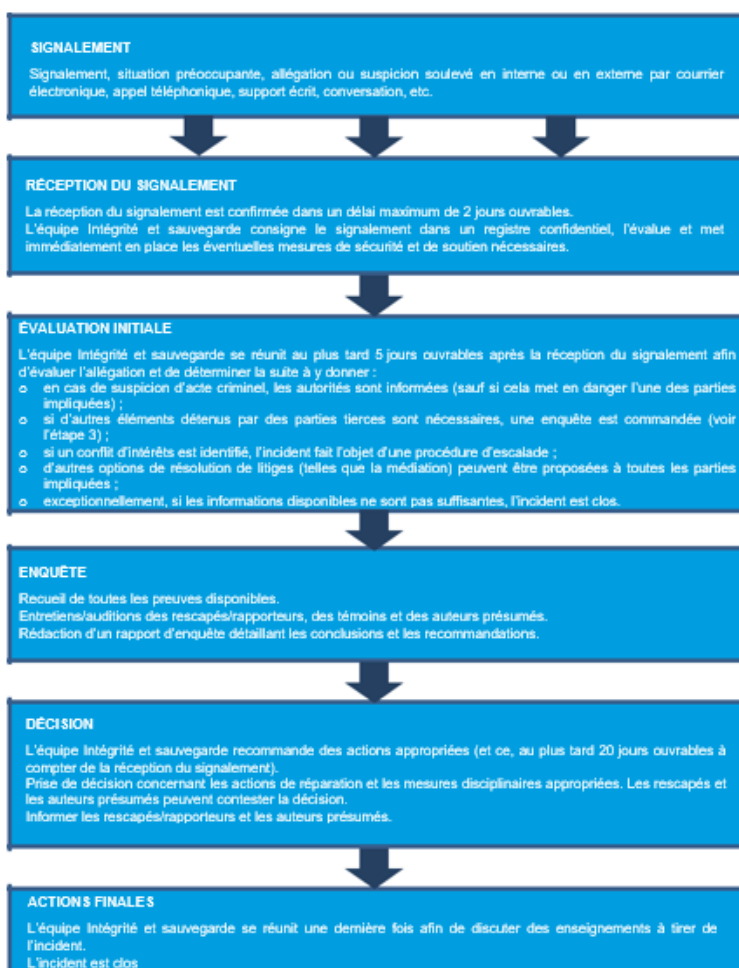 SIGNALEMENT
Signalement, situation préoccupante, allégation ou suspicion soulevé en interne ou en externe par courrier
électronique, appel téléphonique, support écrit, conversation, etc.
RÉCEPTION DU SIGNALEMENT
La réception du signalement est confirmée dans un délai maximum de 2 jours ouvrables.
L'équipe Intégrité et sauvegarde consigne le signalement dans un registre confidentiel, l'évalue et met
immédiatement en place les éventuelles mesures de sécurité et de soutien nécessaires.
ÉVALUATION INITIALE
L'équipe Intégrité et sauvegarde se réunit au plus tard 5 jours ouvrables après la réception du signalement afin
d'évaluer l'allégation et de déterminer la suite à y donner :
o en cas de suspicion d'acte criminel, les autorités sont informées (sauf si cela met en danger l'une des parties
impliquées) ;
o si d'autres éléments détenus par des parties tierces sont nécessaires, une enquête est commandée (voir
l'étape 3) ;
o si un conflit d'intérêts est identifié, l'incident fait l'objet d'une procédure d'escalade ;
o d'autres options de résolution de litiges (telles que la médiation) peuvent être proposées à toutes les parties
impliquées ;
o exceptionnellement, si les informations disponibles ne sont pas suffisantes, l'incident est clos.
ENQUÊTE
Recueil de toutes les preuves disponibles.
Entretiens/auditions des rescapés/rapporteurs, des témoins et des auteurs présumés.
Rédaction d'un rapport d'enquête détaillant les conclusions et les recommandations.
DÉCISION
L'équipe Intégrité et sauvegarde recommande des actions appropriées (et ce, au plus tard 20 jours ouvrables à
compter de la réception du signalement).
Prise de décision concernant les actions de réparation et les mesures disciplinaires appropriées. Les rescapés et
les auteurs présumés peuvent contester la décision.
Informer les rescapés/rapporteurs et les auteurs présumés.
ACTIONS FINALES
L'équipe Intégrité et sauvegarde se réunit une dernière fois afin de discuter des enseignements à tirer de
l'incident.
L'incident est clos